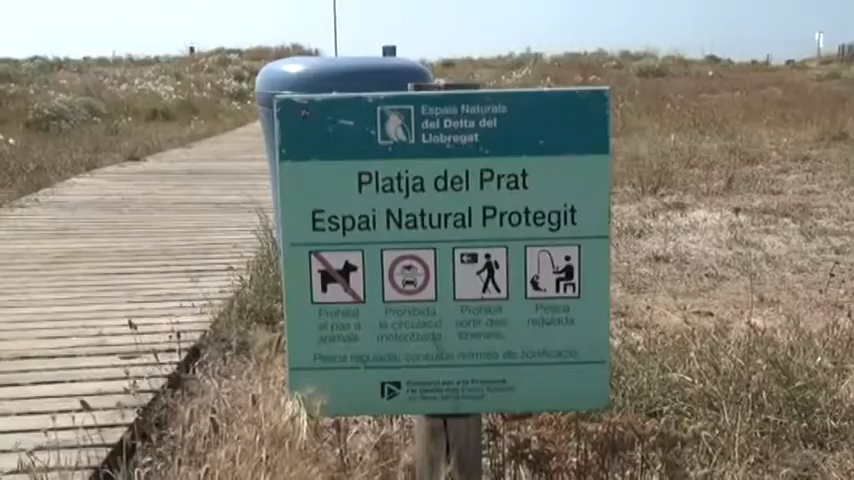 Espais Naturals
del Delta del
Llobregat
Platja del Prat
Espai Natural Protegit
Prohibit
el pas a
animals
Prohibida
la circulació
motoritzada
Prohibit
sortir dels
itineraris.
Pesca
regulada
Pesca regulada, consulteu normes de zonificació